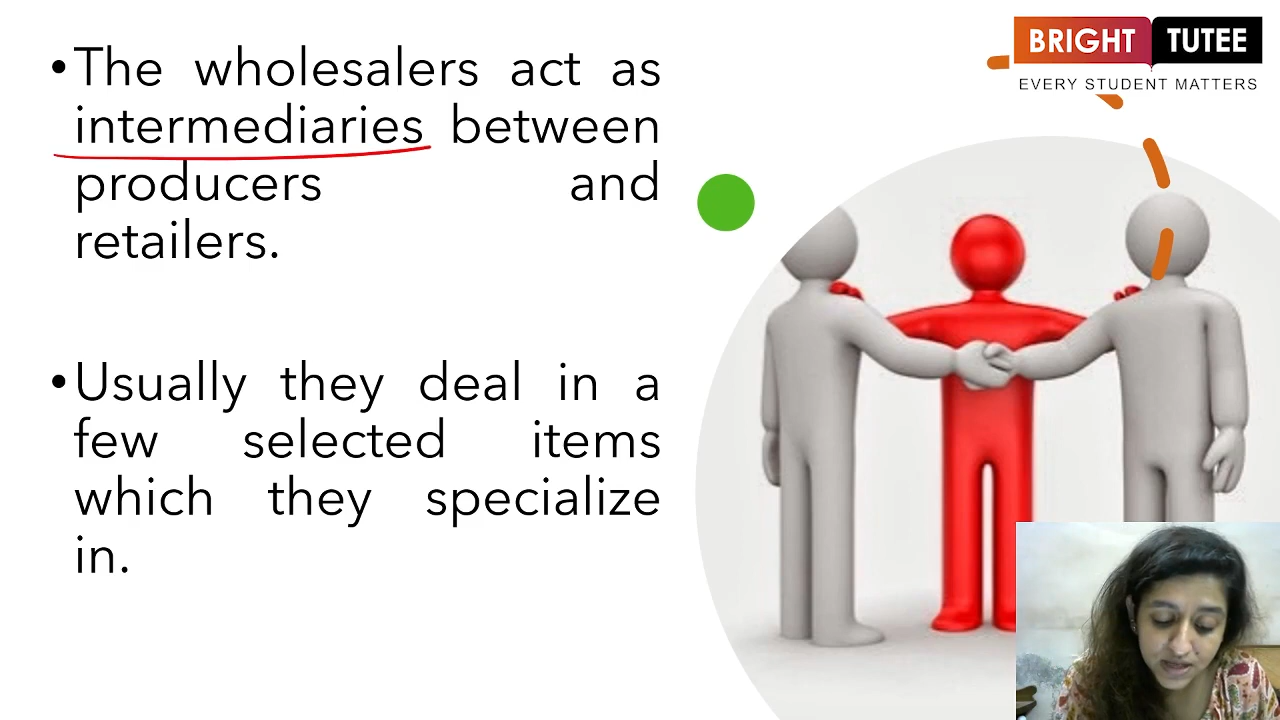 •The wholesalers act as
intermediaries between
producers and
retailers.
•Usually they deal in a
few selected items
which they specialize
in.
BRIGHT TUTEE
EVERY STUDENT MATTERS